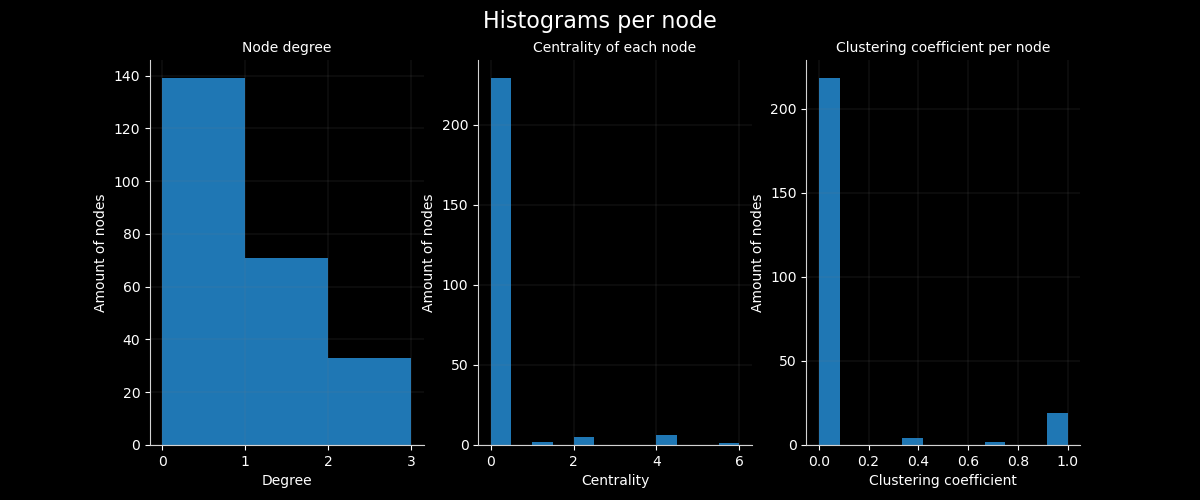 Histograms per node
Node degree
Amount of nodes
140
120
100
80
60
40
20
0
0 1 2 3
Degree
Centrality of each node
Amount of nodes
200
150
100
50
0
0 2 4 6
Centrality
Clustering coefficient per node
Amount of nodes
200
150
100
50
0
0.0 0.2 0.4 0.6 0.8 1.0
Clustering coefficient